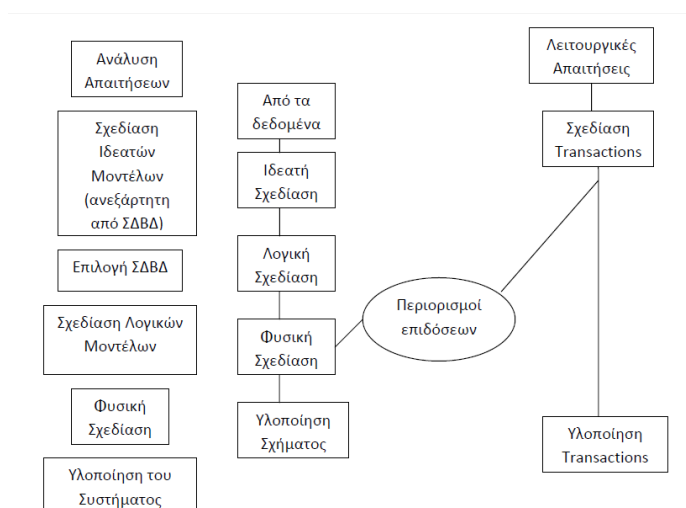 Ανάλυση
Απαιτήσεων
Σχεδίαση
Ιδεατών
Μοντέλων
(ανεξάρτητη
από ΣΔΒΔ)
Επιλογή ΣΔΒΔ
Σχεδίαση Λογικών
Μοντέλων
Φυσική
Σχεδίαση
Υλοποίηση του
Συστήματος
Από τα
δεδομένα
Ιδεατή
Σχεδίαση
Λογική
Σχεδίαση
Φυσική
Σχεδίαση
Υλοποίηση
Σχήματος
Περιορισμοί
επιδόσεων
Λειτουργικές
Απαιτήσεις
Σχεδίαση
Transactions
Υλοποίηση
Transactions